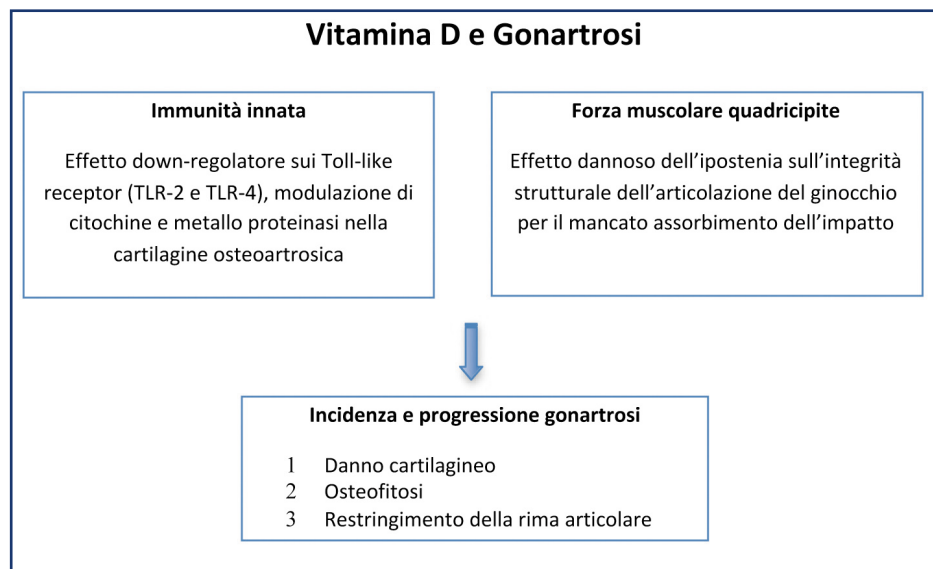 Vitamina D e Gonartrosi
Immunità innata
Effetto down-regolatore sui Toll-like
receptor (TLR-2 e TLR-4), modulazione di
citochine e metallo proteinasi nella
cartilagine osteoartrosica
Forza muscolare quadricipite
Effetto dannoso dell’ipostenia sull’integrità
strutturale dell’articolazione del ginocchio
per il mancato assorbimento dell’impatto
Incidenza e progressione gonartrosi
1 Danno cartilagineo
2 Osteofitosi
3 Restringimento della rima articolare